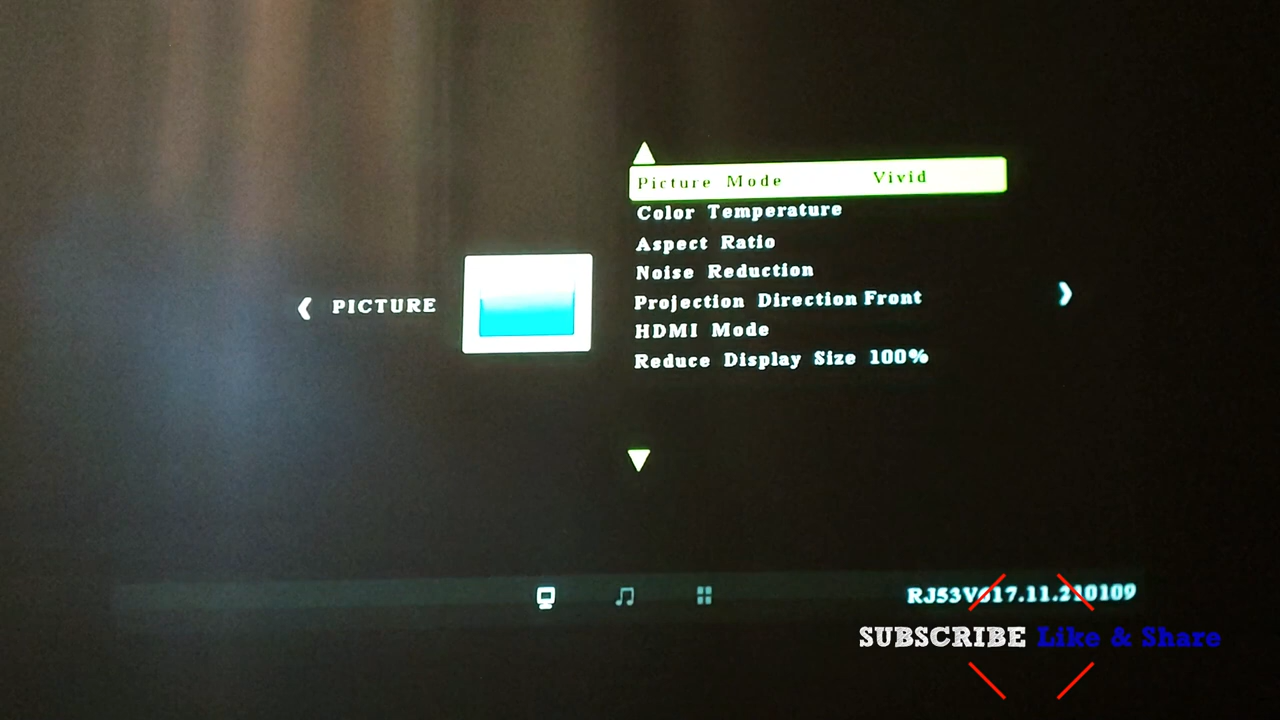 Picture Mode Vivid
Color Temperature
Aspect Ratio
Noise Reduction
PICTURE
Projection Direction Front
HDMI Mode
Reduce Display Size 100%
SUBSCRIBE Like & Share